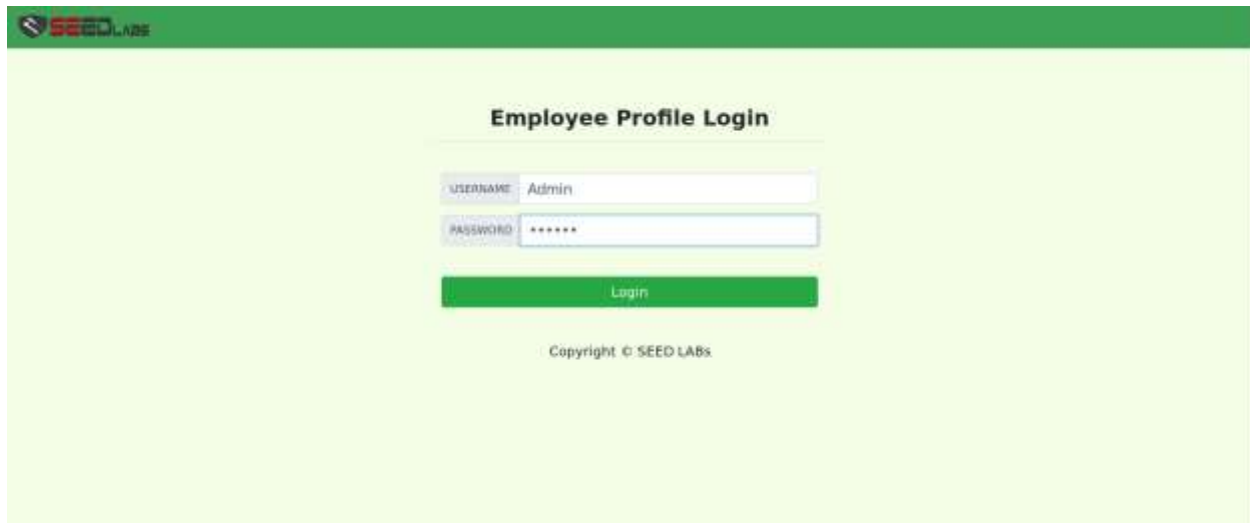 SEEDLABS
Employee Profile Login
USERNAME Admin
PASSWORD ••••••
Login
Copyright © SEED LABs